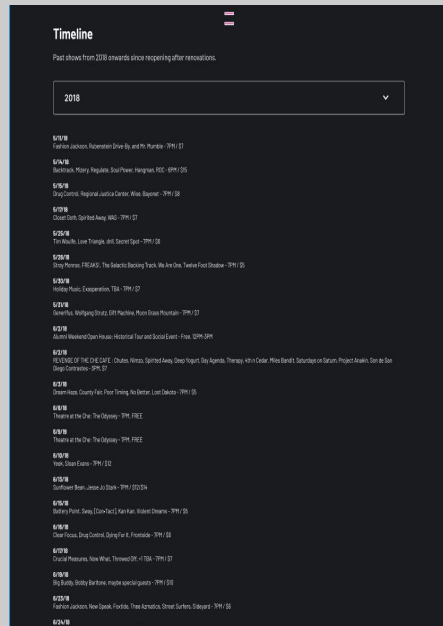 Timeline
Past shows from 2018 onwards since reopening after renovations.
2018
5/11/18
Fashion Jackson, Rubenstein Drive-By, and Mr. Mumble - 7PM / $7
5/14/18
Backtrack, Mizery, Regulate, Soul Power, Hangman, ROC - 6PM / $15
5/15/18
Drug Control, Regional Justice Center, Wise, Bayonet - 7PM / $8
5/17/18
Closet Goth, Spirited Away, WAG - 7PM / $7
5/25/18
Tim Woulfe, Love Triangle, drill, Secret Spot - 7PM / $6
5/26/18
Stray Monroe, FREAKS!, The Galactic Backing Track, We Are One, Twelve Foot Shadow - 7PM / $5
5/30/18
Holiday Music, Exasperation, TBA - 7PM / $7
5/31/18
Generifus, Wolfgang Strutz, Gift Machine, Moon Grass Mountain - 7PM / $7
6/2/18
Alumni Weekend Open House: Historical Tour and Social Event - Free, 12PM-3PM
6/2/18
REVENGE OF THE CHE CAFE : Chutes, Nimzo, Spirited Away, Deep Yogurt, Gay Agenda, Therapy, 4th n Cedar, Miles Bandit, Saturdays on Saturn, Project Anakin, Son de San
Diego Contrastes - 3PM, $7
6/3/18
Dream Haze, County Fair, Poor Timing, No Better, Lost Dakota - 7PM / $5
6/8/18
Theatre at the Che: The Odyssey - 7PM, FREE
6/9/18
Theatre at the Che: The Odyssey - 7PM, FREE
6/10/18
Yeek, Sloan Evans - 7PM / $12
6/13/18
Sunflower Bean, Jesse Jo Stark - 7PM / $12/$14
6/15/18
Battery Point, Sway, [Con•Tact], Kan Kan, Violent Dreams - 7PM / $5
6/16/18
Clear Focus, Drug Control, Dying For It, Frontside - 7PM / $8
6/17/18
Crucial Measures, Now What, Throwed Off, +1 TBA - 7PM / $7
6/19/18
Big Buddy, Bobby Baritone, maybe special guests - 7PM / $10
6/23/18
Fashion Jackson, New Speak, Foxtide, Thee Azmatics, Street Surfers, Sideyard - 7PM / $6
6/24/18